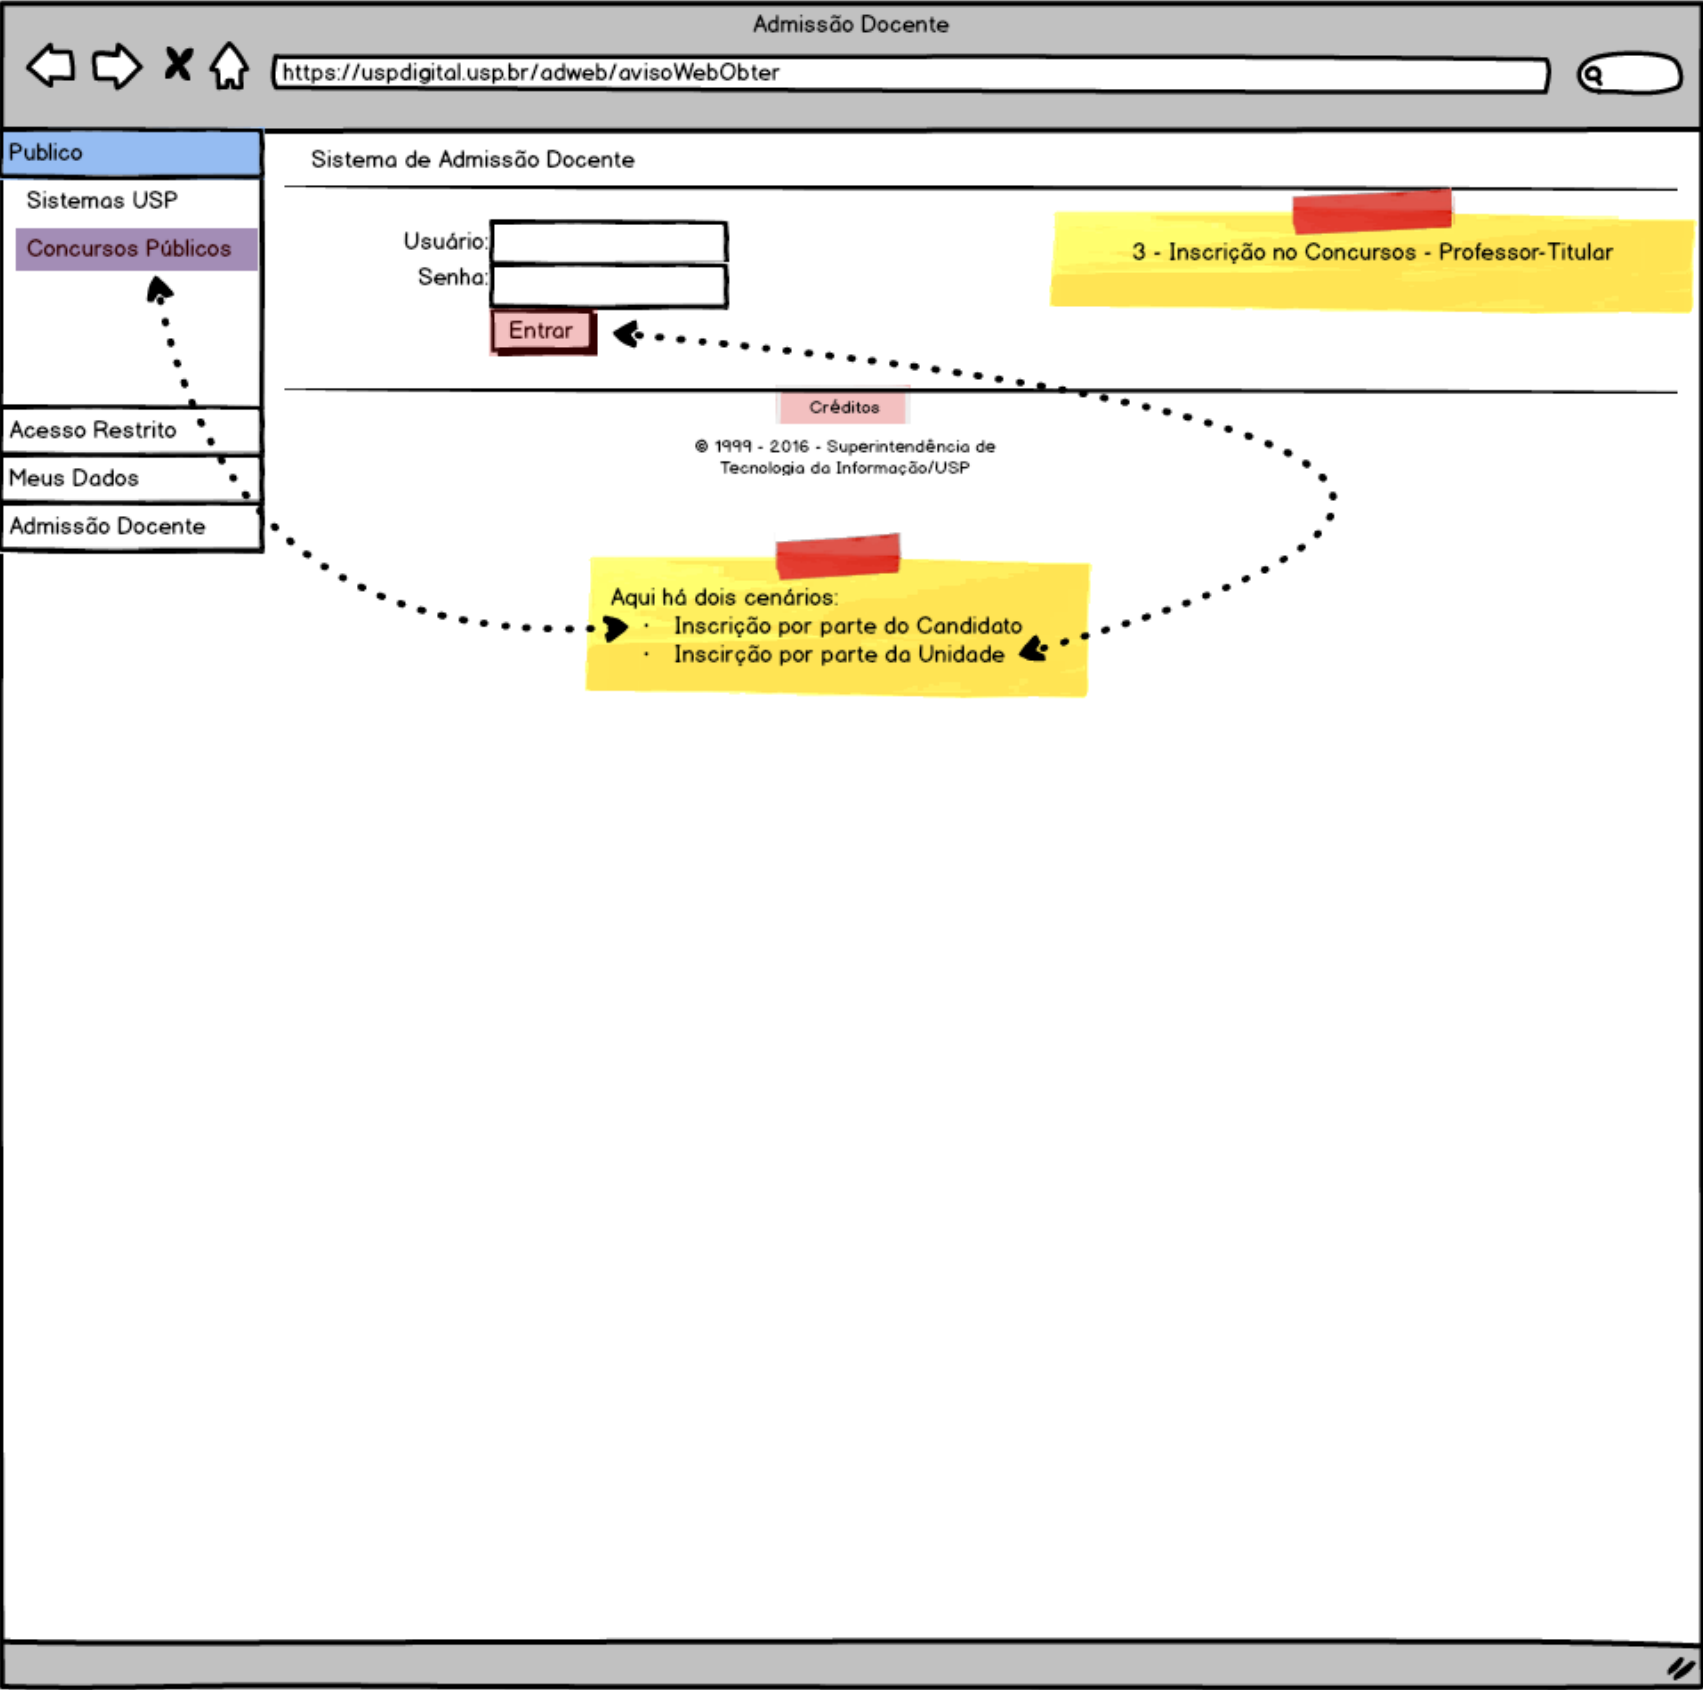 Admissão Docente
https://uspdigital.usp.br/adweb/avisoWebObter
Publico
Sistemas USP
Concursos Públicos
Acesso Restrito
Meus Dados
Admissão Docente
Sistema de Admissão Docente
Usuário:
Senha:
Entrar
3 - Inscrição no Concursos - Professor-Titular
Créditos
© 1999 - 2016 - Superintendência de
Tecnologia da Informação/USP
Aqui há dois cenários:
· Inscrição por parte do Candidato
· Inscirção por parte da Unidade